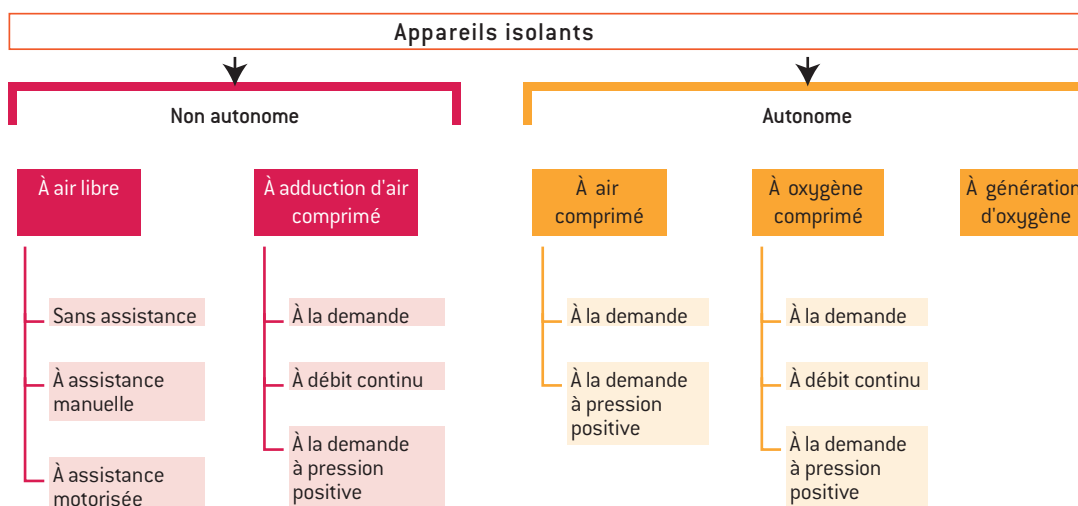 Appareils isolants
Non autonome
Autonome
À air libre
À adduction d'air
comprimé
À air
comprimé
À oxygène
comprimé
À génération
d'oxygène
Sans assistance
À assistance
manuelle
À assistance
motorisée
À la demande
À débit continu
À la demande
à pression
positive
À la demande
À la demande
à pression
positive
À la demande
À débit continu
À la demande
à pression
positive